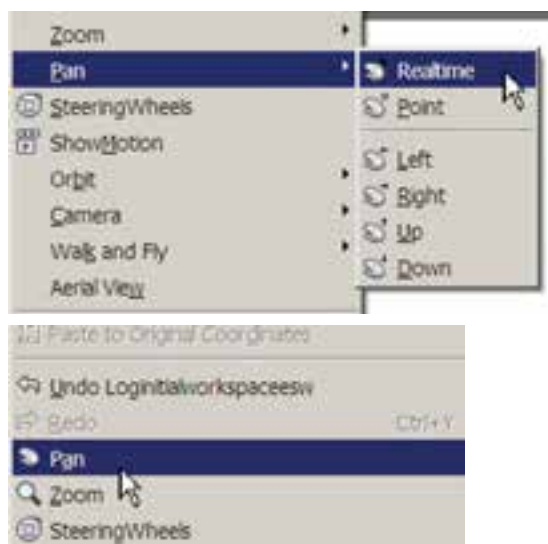 Zoom
Pan
SteeringWheels
ShowMotion
Orbit
Camera
Walk and Fly
Aerial View
Realtime
Point
Left
Right
Up
Down
Paste to Original Coordinates
Undo Loginitialworkspaceesw
Redo Ctrl+Y
Pan
Zoom
SteeringWheels